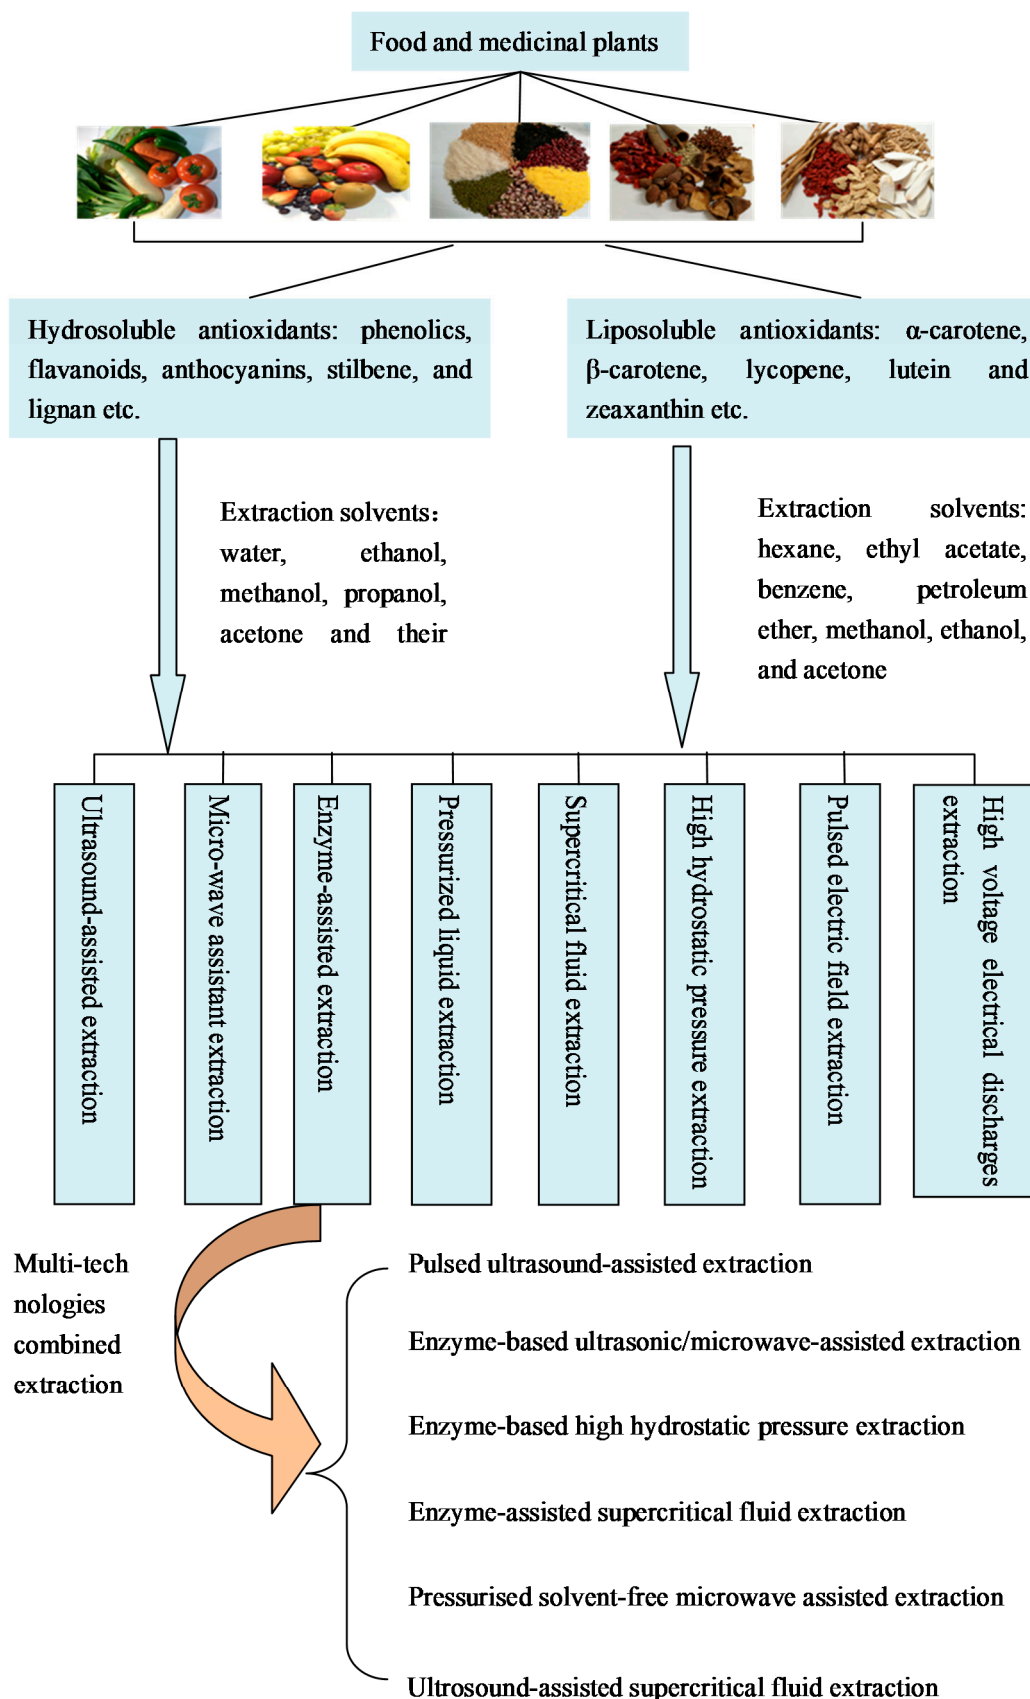 Food and medicinal plants
Hydrosoluble antioxidants: phenolics,
flavanoids, anthocyanins, stilbene, and
lignan etc.
Liposoluble antioxidants: α-carotene,
β-carotene, lycopene, lutein and
zeaxanthin etc.
Extraction solvents:
water, ethanol,
methanol, propanol,
acetone and their
Extraction solvents:
hexane, ethyl acetate,
benzene, petroleum
ether, methanol, ethanol,
and acetone
Ultrasound-assisted extraction
Micro-wave assistant extraction
Enzyme-assisted extraction
Pressurized liquid extraction
Supercritical fluid extraction
High hydrostatic pressure extraction
Pulsed electric field extraction
High voltage electrical discharges
extraction
Multi-tech
nologies
combined
extraction
Pulsed ultrasound-assisted extraction
Enzyme-based ultrasonic/microwave-assisted extraction
Enzyme-based high hydrostatic pressure extraction
Enzyme-assisted supercritical fluid extraction
Pressurised solvent-free microwave assisted extraction
Ultrosound-assisted supercritical fluid extraction